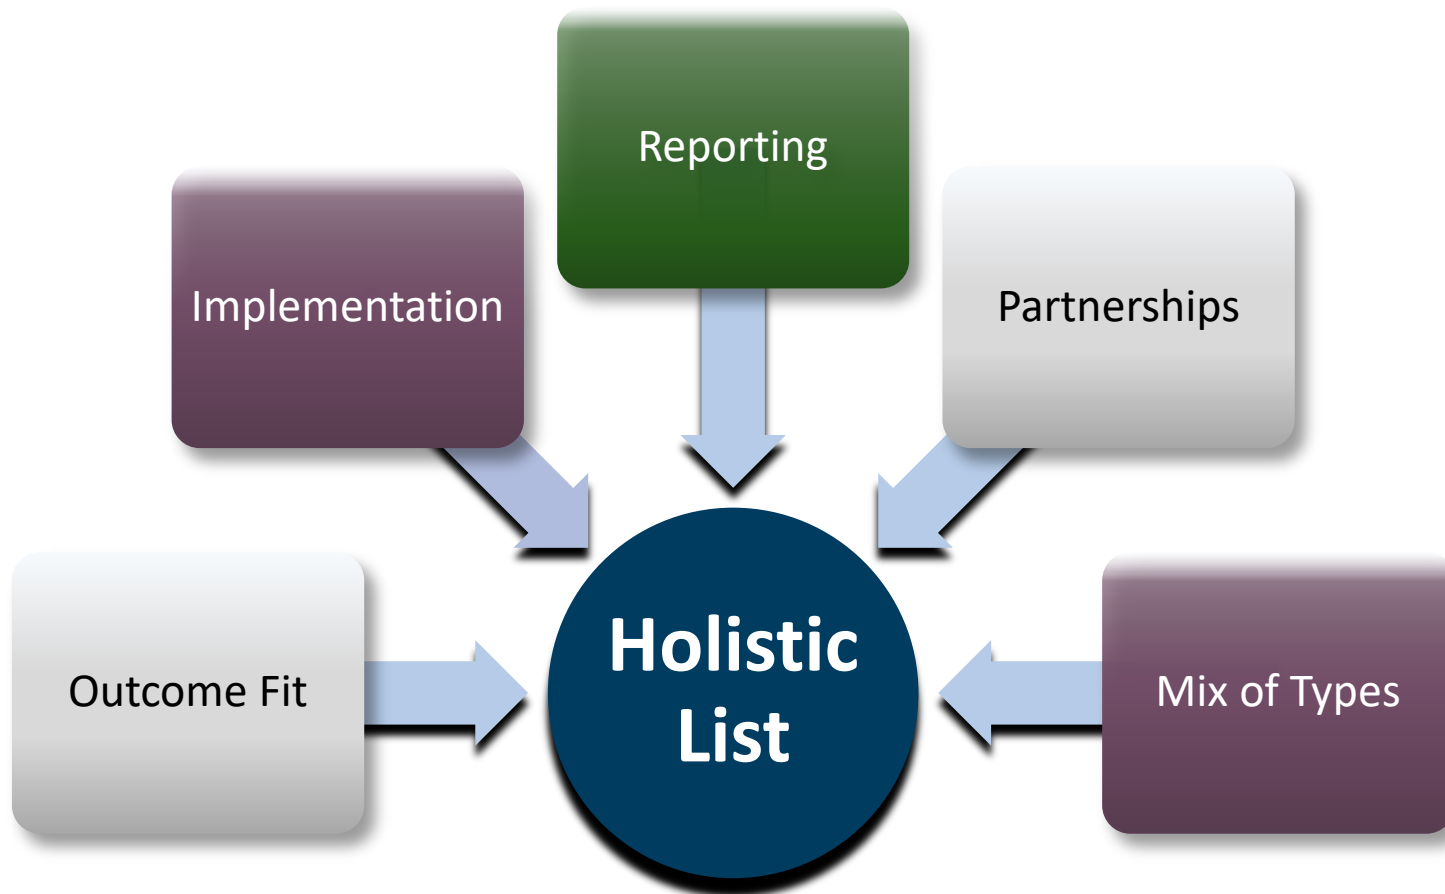 Reporting
Implementation
Partnerships
Outcome Fit
Holistic
List
Mix of Types